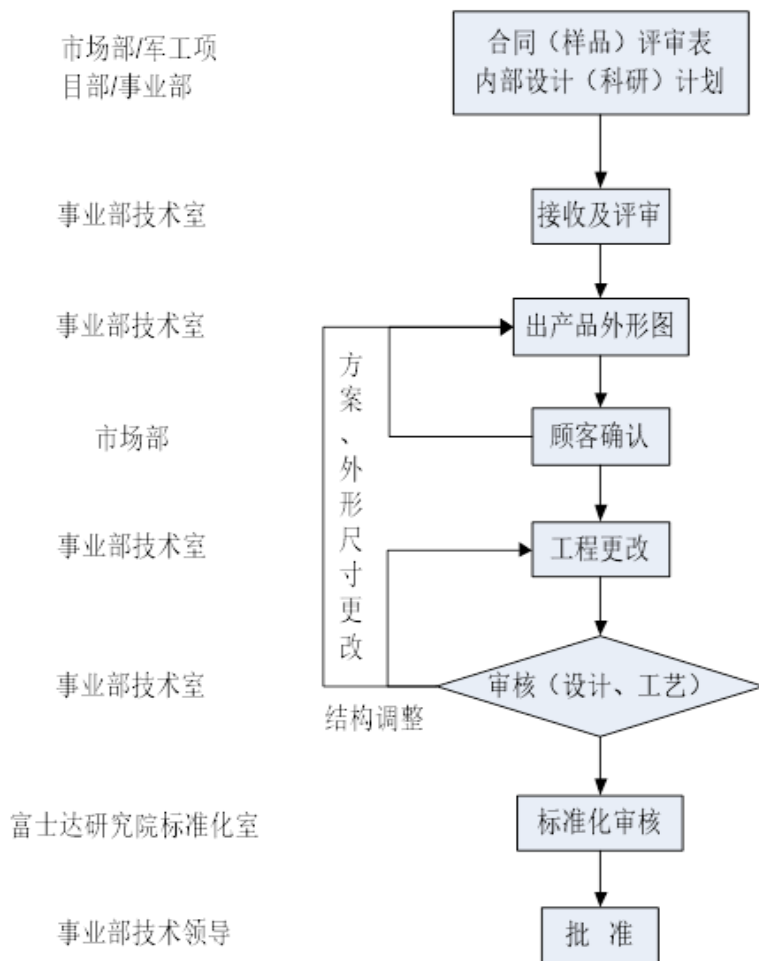 市场部/军工项
目部/事业部
合同（样品）评审表
内部设计（科研）计划
事业部技术室
接收及评审
事业部技术室
出产品外形图
方案、外形尺寸更改
市场部
顾客确认
事业部技术室
工程更改
事业部技术室
审核（设计、工艺）
结构调整
富士达研究院标准化室
标准化审核
事业部技术领导
批 准